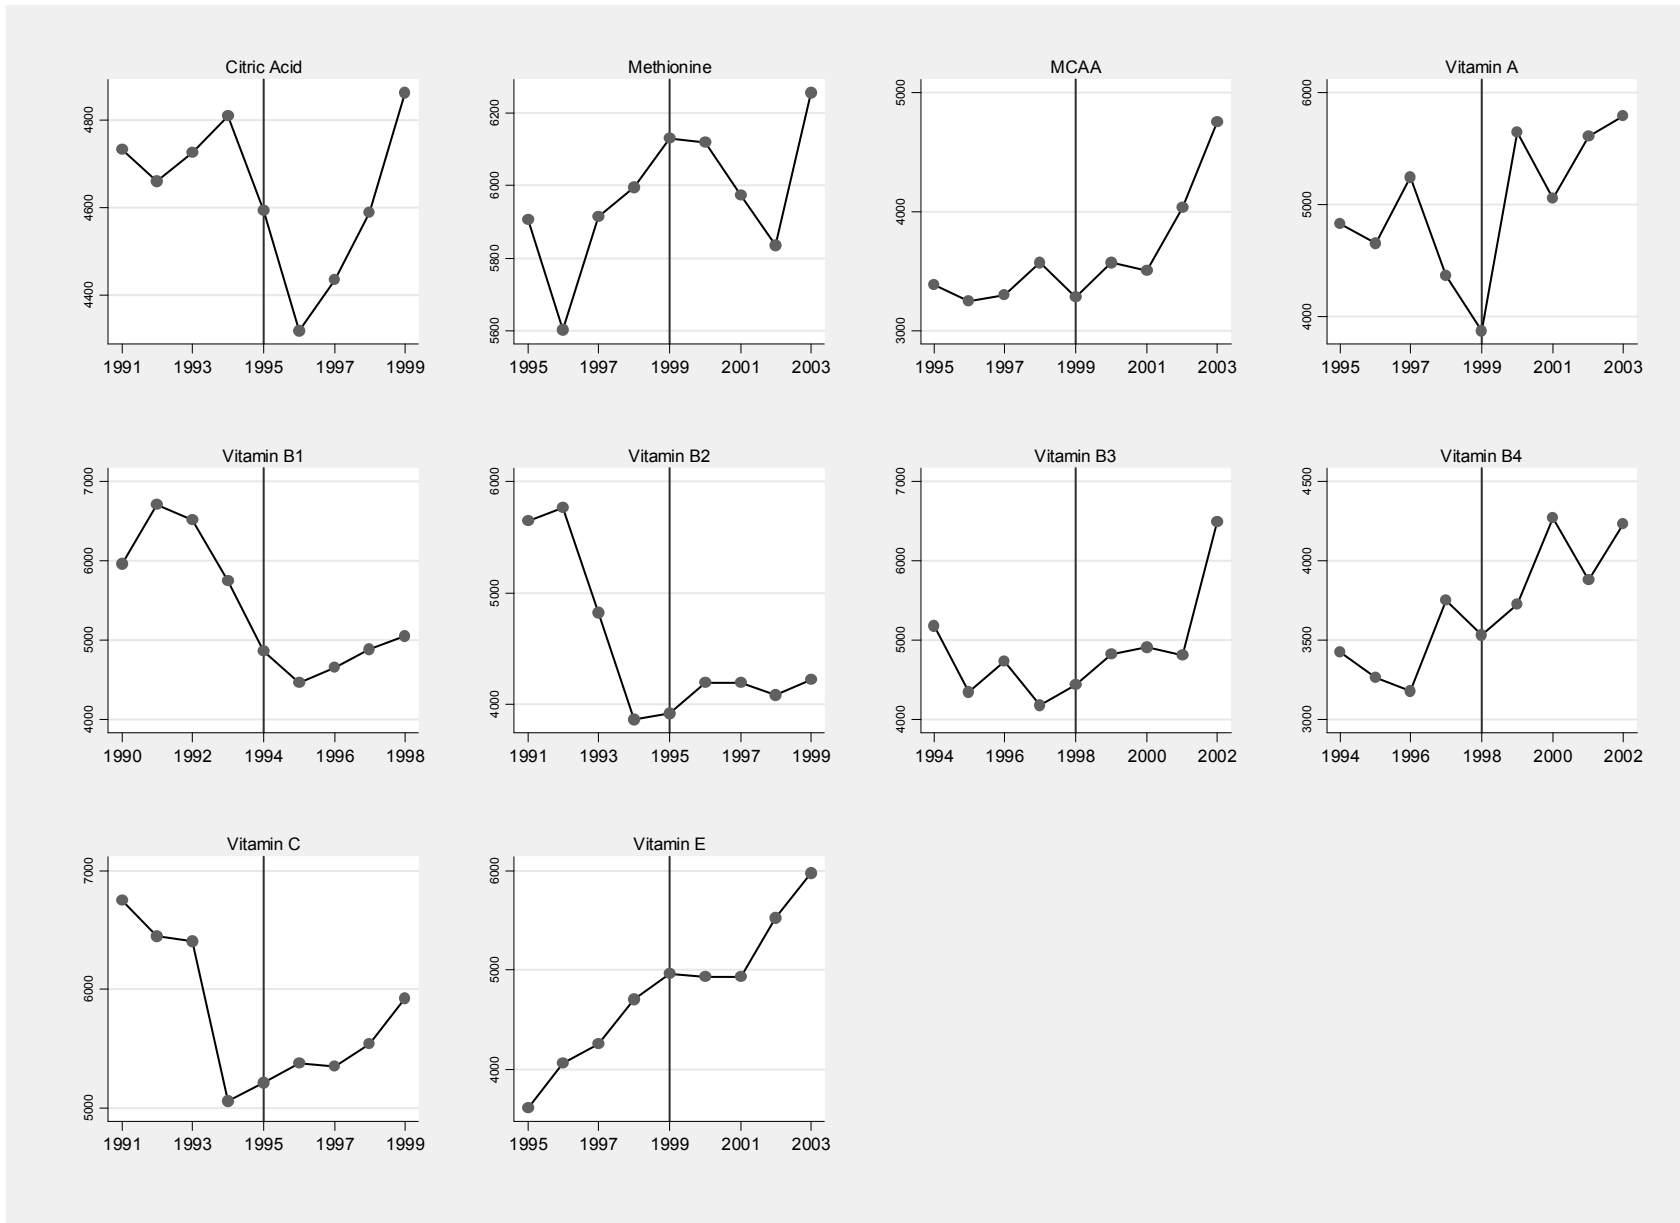 Citric Acid
4800
4600
4400
1991 1993 1995 1997 1999
Methionine
6200
6000
5800
5600
1995 1997 1999 2001 2003
MCAA
5000
4000
3000
1995 1997 1999 2001 2003
Vitamin A
6000
5000
4000
1995 1997 1999 2001 2003
Vitamin B1
7000
6000
5000
4000
1990 1992 1994 1996 1998
Vitamin B2
6000
5000
4000
1991 1993 1995 1997 1999
Vitamin B3
7000
6000
5000
4000
1994 1996 1998 2000 2002
Vitamin B4
4500
4000
3500
3000
1994 1996 1998 2000 2002
Vitamin C
7000
6000
5000
1991 1993 1995 1997 1999
Vitamin E
6000
5000
4000
1995 1997 1999 2001 2003